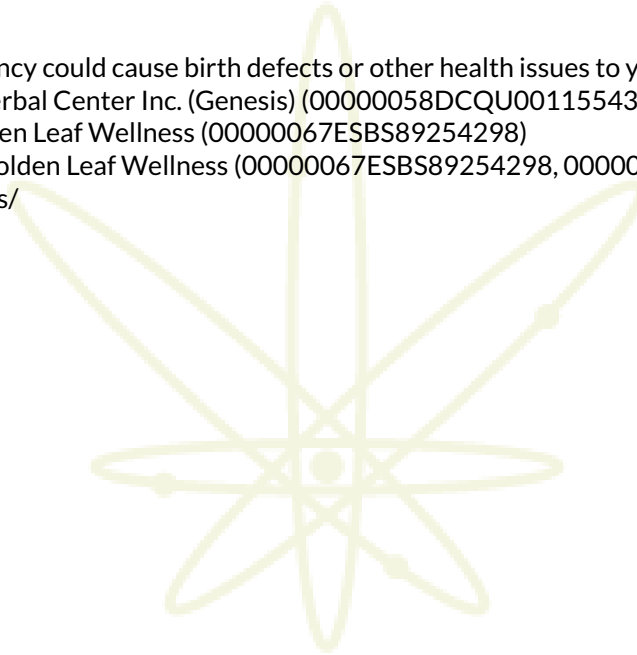 ncy could cause birth defects or other health issues to y
erbal Center Inc. (Genesis) (00000058DCQU00115543
en Leaf Wellness (00000067ESBS89254298)
olden Leaf Wellness (00000067ESBS89254298, 00000
s/